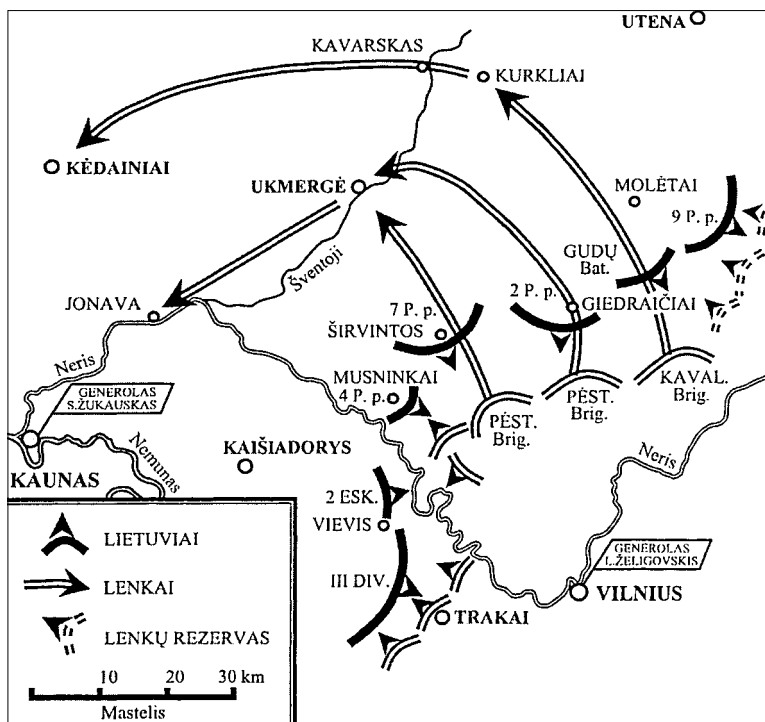 UTENA
KAVARSKAS
KURKLIAI
KĖDAINIAI
UKMERGĖ
MOLĖTAI
9 P. p.
GUDŲ
Bat.
Šventoji
JONAVA
7 P. p.
2 P. p.
GIEDRAIČIAI
ŠIRVINTOS
Neris
MUSNINKAI
4 P. p.
GENEROLAS
S.ŽUKAUSKAS
PĖST.
Brig.
PĖST.
Brig.
KAVAL.
Brig.
KAUNAS
Nemunas
KAIŠIADORYS
Neris
2 ESK.
VIEVIS
III DIV.
GENĖROLAS
L.ŽELIGOVSKIS
VILNIUS
TRAKAI
LIETUVIAI
LENKAI
LENKŲ REZERVAS
10 20 30 km
Mastelis